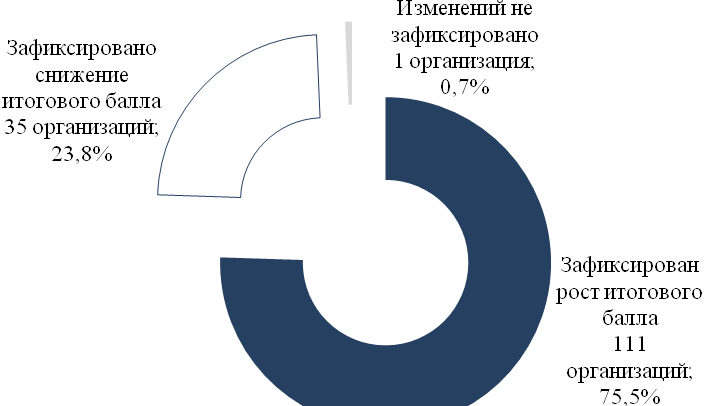 Изменений не
зафиксировано
1 организация;
0,7%
Зафиксировано
снижение
итогового балла
35 организаций;
23,8%
Зафиксирован
рост итогового
балла
111
организаций;
75,5%